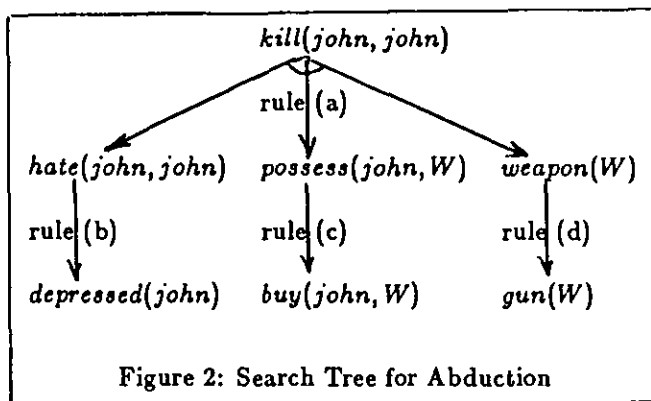 kill(john, john)
rule (a)
hate(john, john) possess(john, W) weapon(W)
rule (b) rule (c) rule (d)
depressed(john) buy(john, W) gun(W)
Figure 2: Search Tree for Abduction